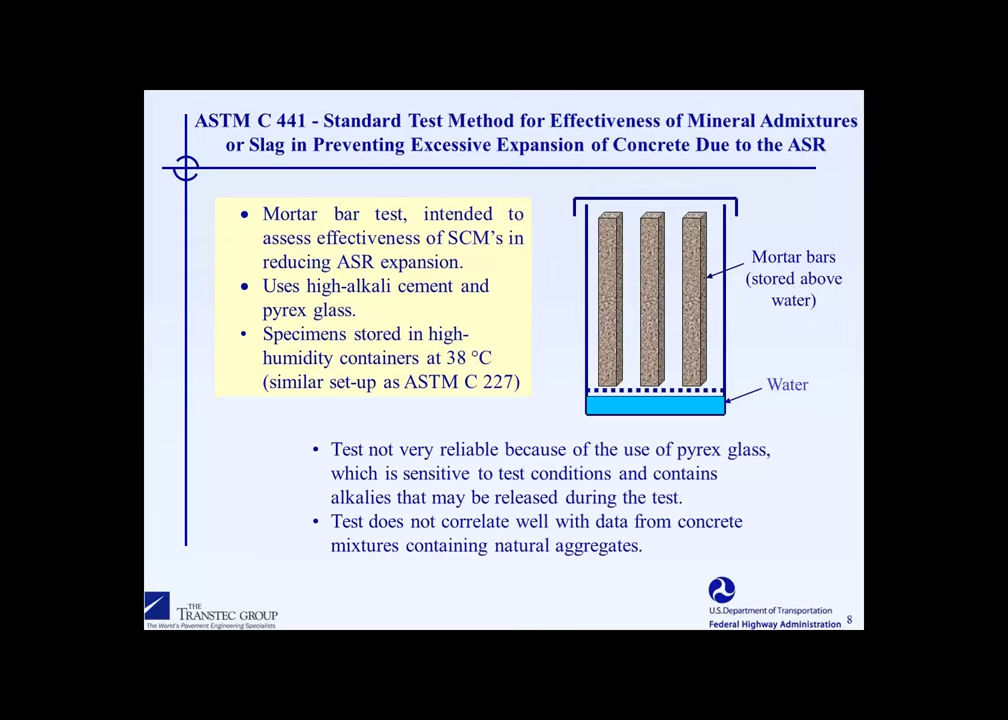 ASTM C 441 - Standard Test Method for Effectiveness of Mineral Admixtures
or Slag in Preventing Excessive Expansion of Concrete Due to the ASR
• Mortar bar test, intended to
assess effectiveness of SCM's in
reducing ASR expansion.
• Uses high-alkali cement and
pyrex glass.
• Specimens stored in high-
humidity containers at 38 °C
(similar set-up as ASTM C 227)
Mortar bars
(stored above
water)
Water
• Test not very reliable because of the use of pyrex glass,
which is sensitive to test conditions and contains
alkalies that may be released during the test.
• Test does not correlate well with data from concrete
mixtures containing natural aggregates.
THE
TRANSTEC GROUP
The World's Pavement Engineering Specialists
U.S.Department of Transportation
Federal Highway Administration
8